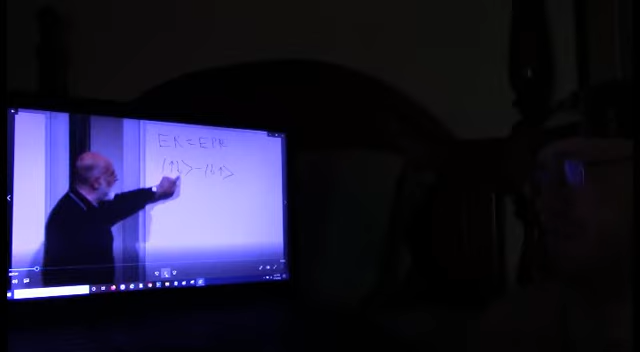 ER = EPR
|↑↓> - |↓↑>